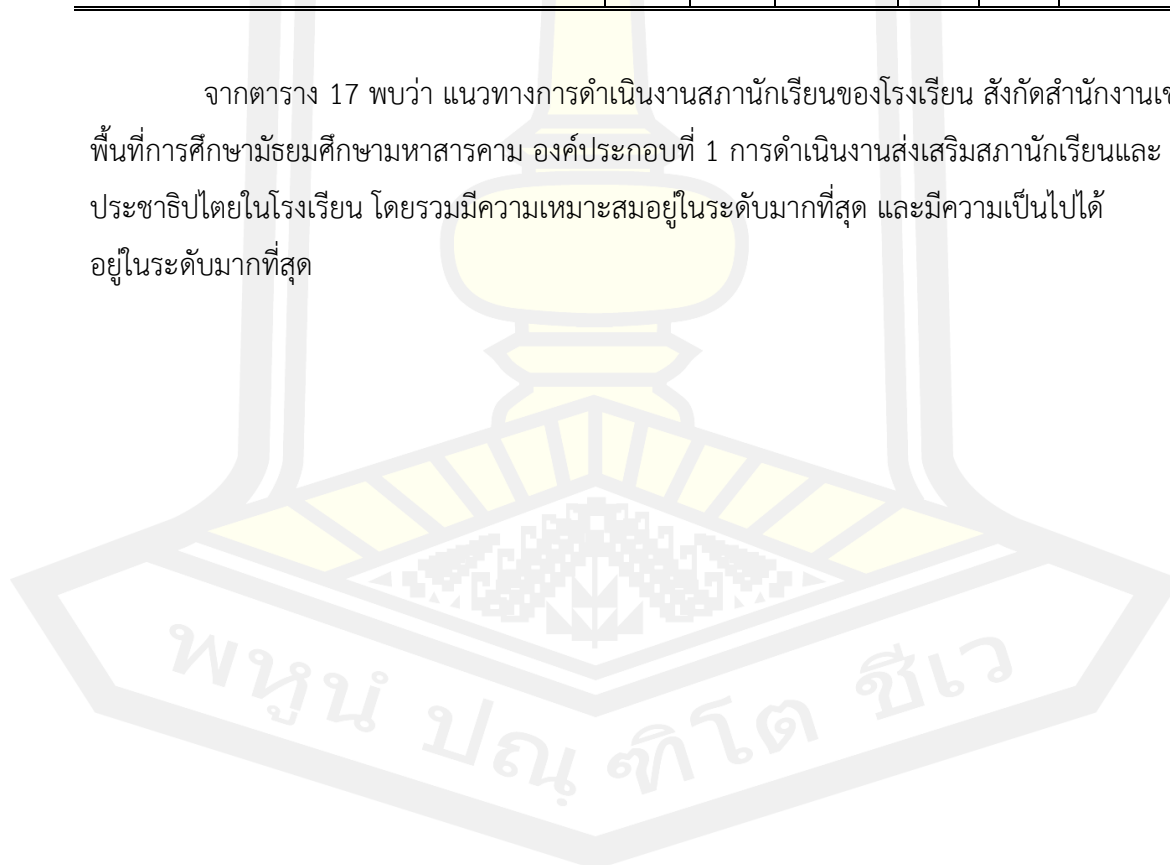 จากตาราง 17 พบว่า แนวทางการดำเนินงานสภานักเรียนของโรงเรียน สังกัดสำนักงานเข
พื้นที่การศึกษามัธยมศึกษามหาสารคาม องค์ประกอบที่ 1 การดำเนินงานส่งเสริมสภานักเรียนและ
ประชาธิปไตยในโรงเรียน โดยรวมมีความเหมาะสมอยู่ในระดับมากที่สุด และมีความเป็นไปได้
อยู่ในระดับมากที่สุด
พหูนํ ปณฺ ฑิโต ชีเว